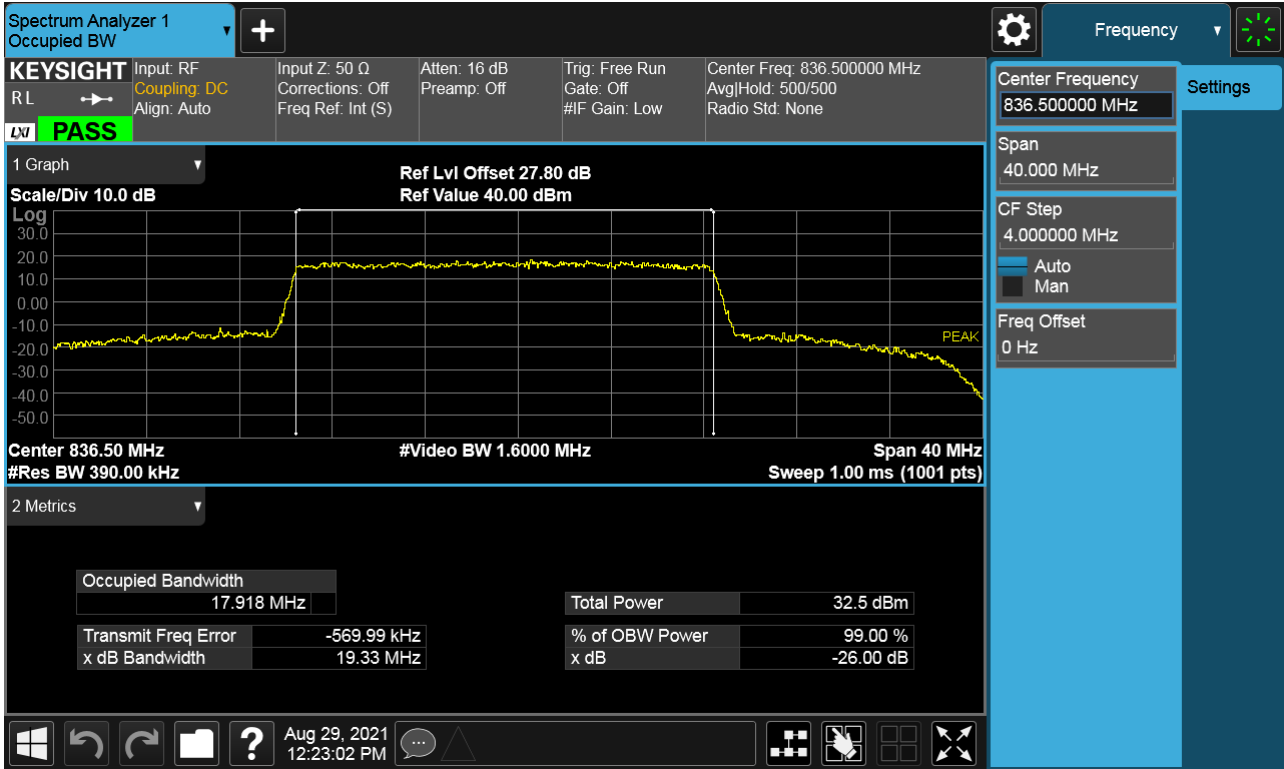 Spectrum Analyzer 1
Occupied BW
Frequency
KEYSIGHT
R L
LXI
PASS
Input: RF
Coupling: DC
Align: Auto
Input Z: 50 Ω
Corrections: Off
Freq Ref: Int (S)
Atten: 16 dB
Preamp: Off
Trig: Free Run
Gate: Off
#IF Gain: Low
Center Freq: 836.500000 MHz
Avg|Hold: 500/500
Radio Std: None
Center Frequency
836.500000 MHz
Settings
Span
40.000 MHz
CF Step
4.000000 MHz
Auto
Man
Freq Offset
0 Hz
1 Graph
Scale/Div 10.0 dB
Ref Lvl Offset 27.80 dB
Ref Value 40.00 dBm
Log
30.0
20.0
10.0
0.00
-10.0
-20.0
-30.0
-40.0
-50.0
PEAK
Center 836.50 MHz
#Video BW 1.6000 MHz
Span 40 MHz
#Res BW 390.00 kHz
Sweep 1.00 ms (1001 pts)
2 Metrics
Occupied Bandwidth
17.918 MHz
Total Power 32.5 dBm
Transmit Freq Error -569.99 kHz
% of OBW Power 99.00 %
x dB Bandwidth 19.33 MHz
x dB -26.00 dB
?
Aug 29, 2021
12:23:02 PM